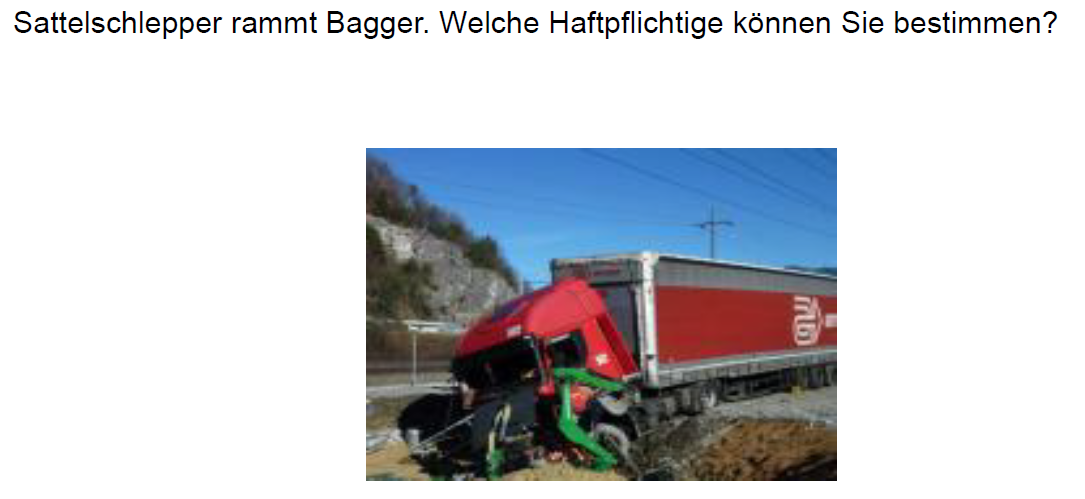 Sattelschlepper rammt Bagger. Welche Haftpflichtige können Sie bestimmen?